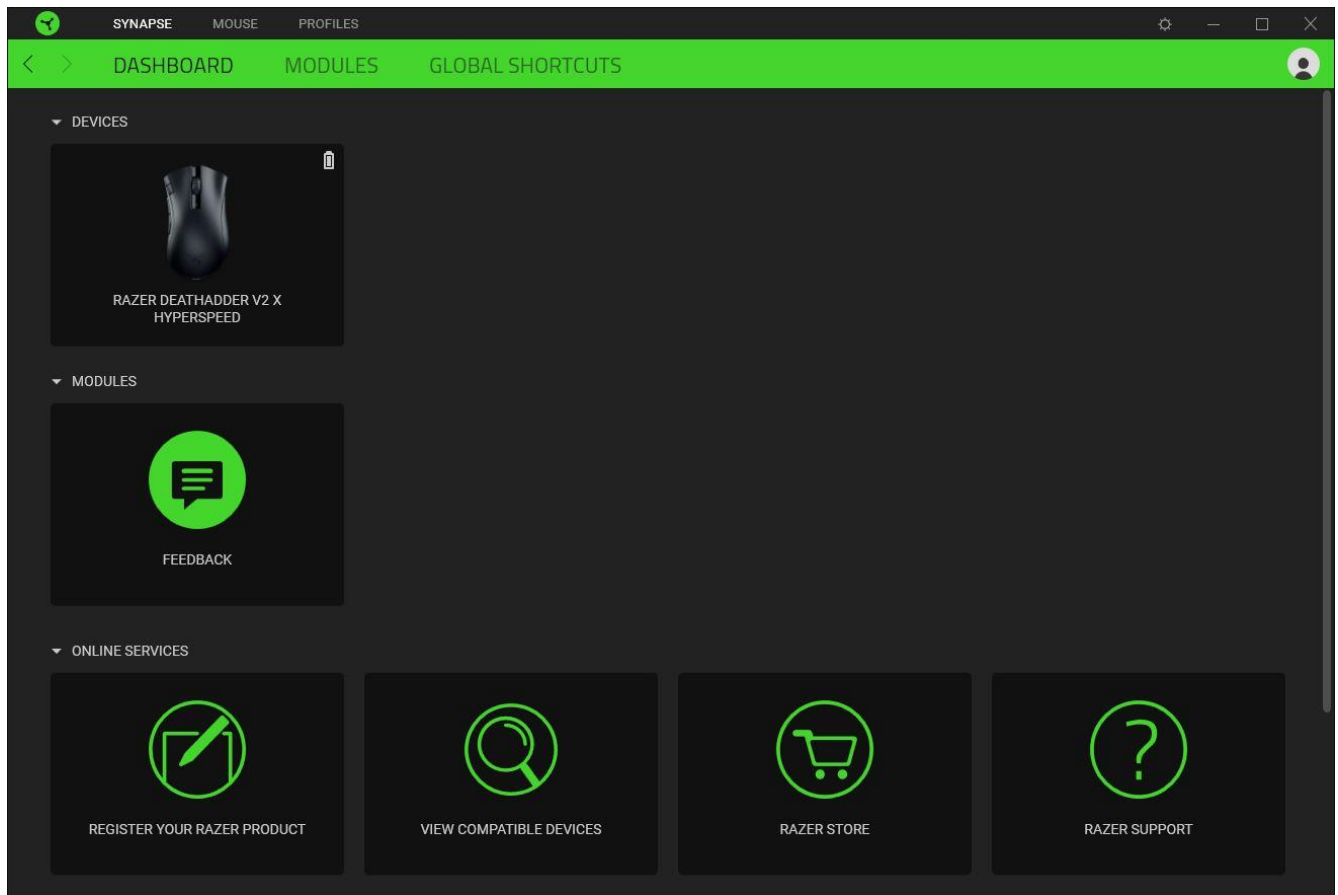 SYNAPSE MOUSE PROFILES
DASHBOARD MODULES GLOBAL SHORTCUTS
DEVICES
RAZER DEATHADDER V2 X
HYPERSPEED
MODULES
FEEDBACK
ONLINE SERVICES
REGISTER YOUR RAZER PRODUCT VIEW COMPATIBLE DEVICES RAZER STORE RAZER SUPPORT